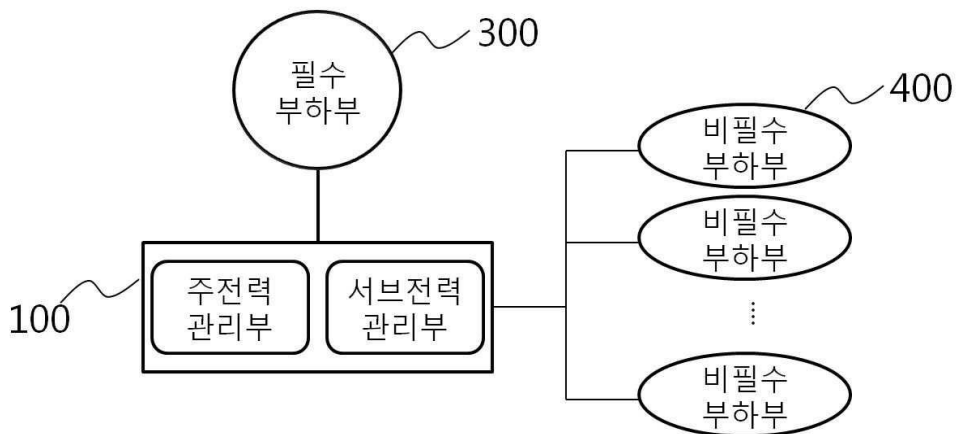 300
필수
부하부
400
비필수
부하부
비필수
부하부
100
주전력
관리부
서브전력
관리부
...
비필수
부하부